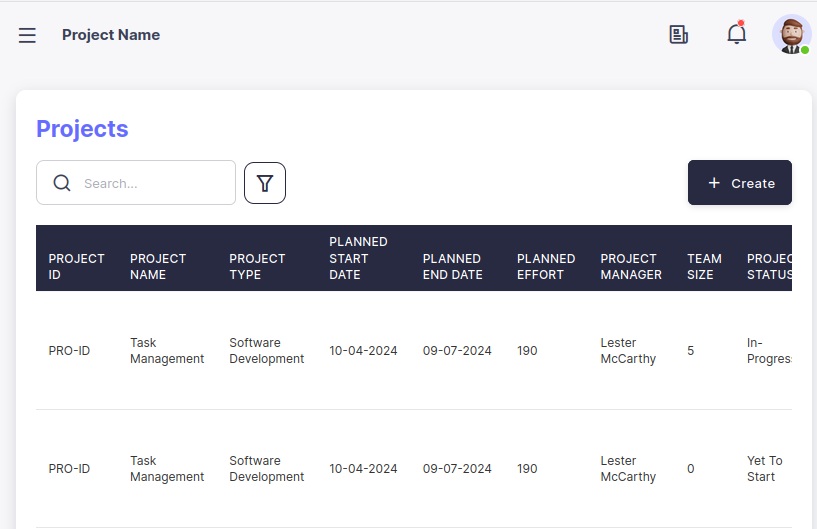 Project Name
Projects
Search...
+ Create
PROJECT ID PROJECT NAME PROJECT TYPE PLANNED START DATE PLANNED END DATE PLANNED EFFORT PROJECT MANAGER TEAM SIZE PROJEC STATUS
PRO-ID Task Management Software Development 10-04-2024 09-07-2024 190 Lester McCarthy 5 In-Progres
PRO-ID Task Management Software Development 10-04-2024 09-07-2024 190 Lester McCarthy 0 Yet To Start